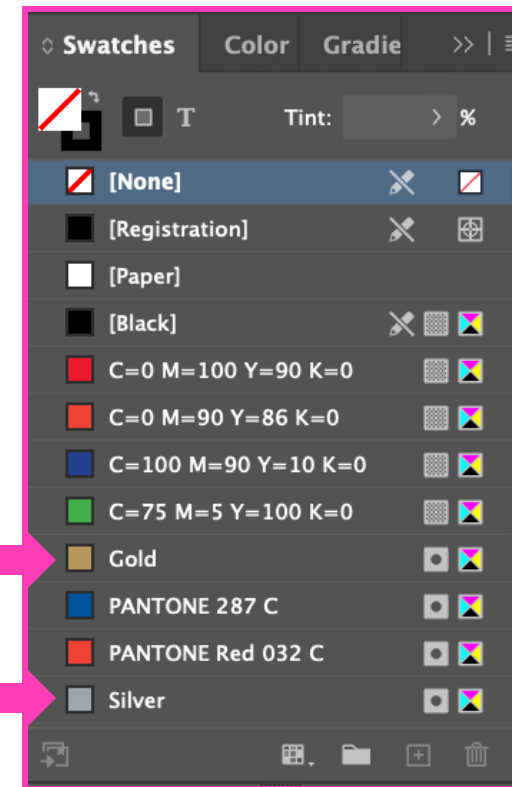 Swatches Color Gradie
T Tint: %
[None]
[Registration]
[Paper]
[Black]
C=0 M=100 Y=90 K=0
C=0 M=90 Y=86 K=0
C=100 M=90 Y=10 K=0
C=75 M=5 Y=100 K=0
Gold
PANTONE 287 C
PANTONE Red 032 C
Silver